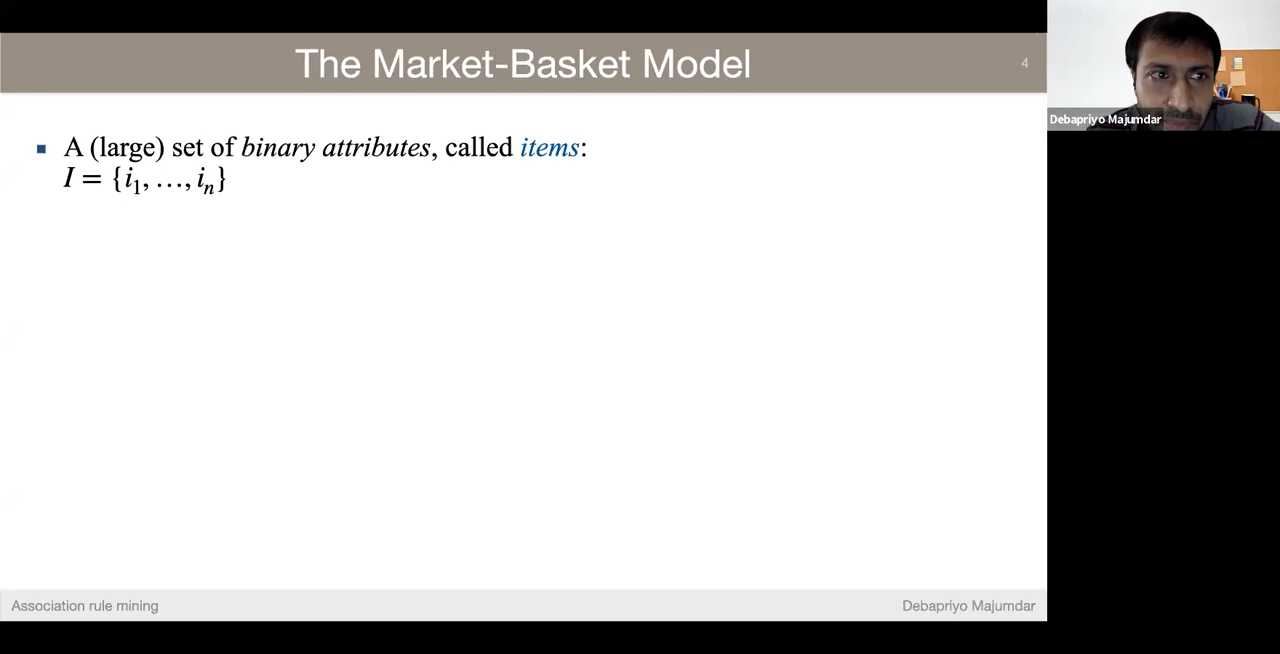 The Market-Basket Model
4
▪ A (large) set of binary attributes, called items:
I = {i₁, …, iₙ}
Association rule mining
Debapriyo Majumdar
Debapriyo Majumdar